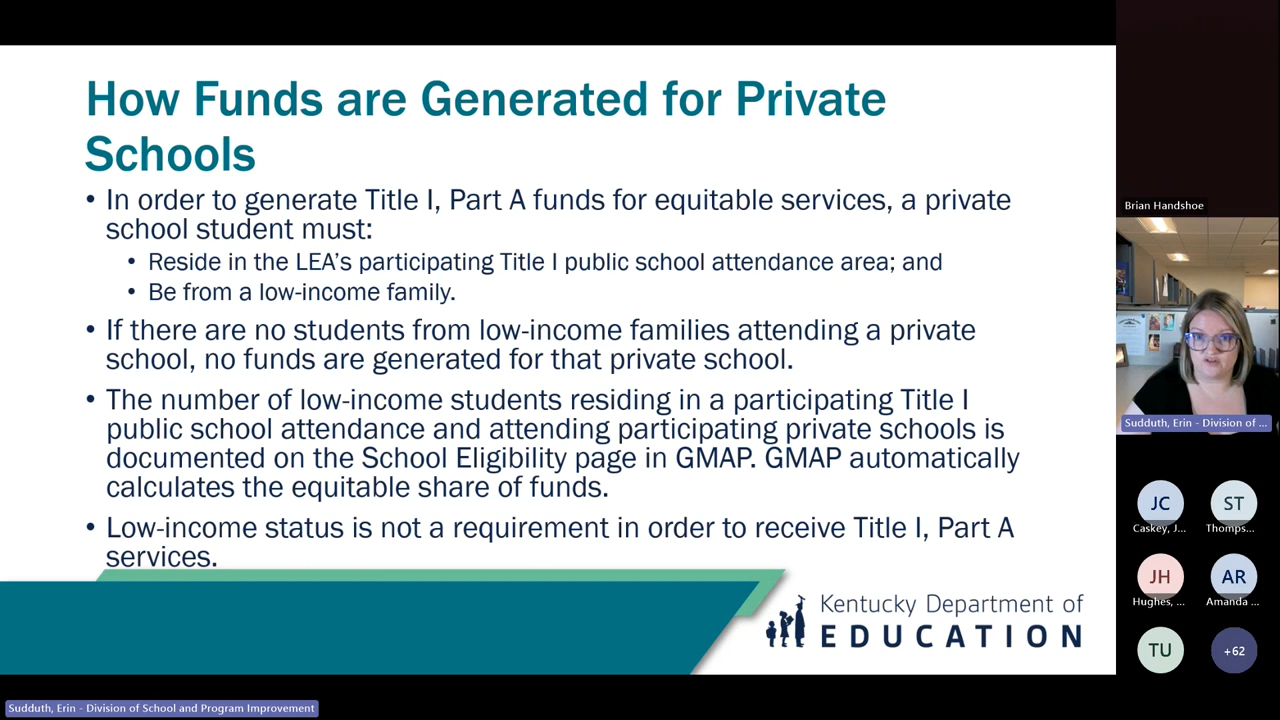 How Funds are Generated for Private
Schools
• In order to generate Title I, Part A funds for equitable services, a private
school student must:
• Reside in the LEA's participating Title I public school attendance area; and
• Be from a low-income family.
• If there are no students from low-income families attending a private
school, no funds are generated for that private school.
• The number of low-income students residing in a participating Title I
public school attendance and attending participating private schools is
documented on the School Eligibility page in GMAP. GMAP automatically
calculates the equitable share of funds.
• Low-income status is not a requirement in order to receive Title I, Part A
services.
Kentucky Department of
EDUCATION
Brian Handshoe
Sudduth, Erin - Division of ...
JC
Caskey, J...
ST
Thomps...
JH
Hughes, ...
AR
Amanda ...
TU
+62
Sudduth, Erin - Division of School and Program Improvement